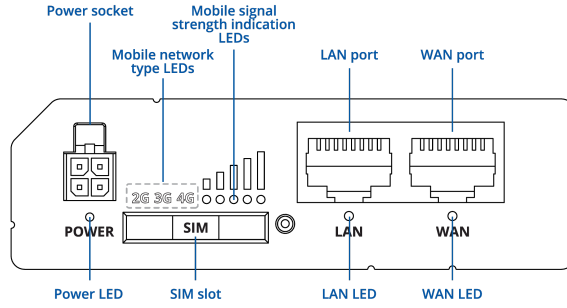 Power socket
Mobile signal
strength indication
LEDs
Mobile network
type LEDs
LAN port
WAN port
2G 3G 4G
POWER
SIM
LAN
WAN
Power LED
SIM slot
LAN LED
WAN LED